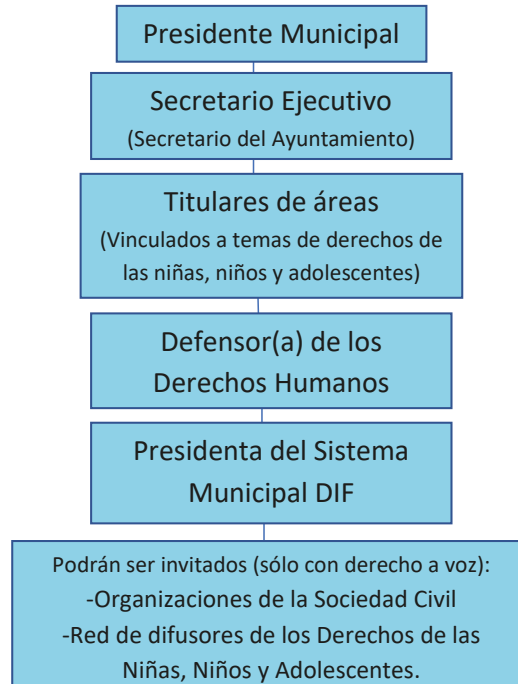 Presidente Municipal
Secretario Ejecutivo
(Secretario del Ayuntamiento)
Titulares de áreas
(Vinculados a temas de derechos de
las niñas, niños y adolescentes)
Defensor(a) de los
Derechos Humanos
Presidenta del Sistema
Municipal DIF
Podrán ser invitados (sólo con derecho a voz):
-Organizaciones de la Sociedad Civil
-Red de difusores de los Derechos de las
Niñas, Niños y Adolescentes.